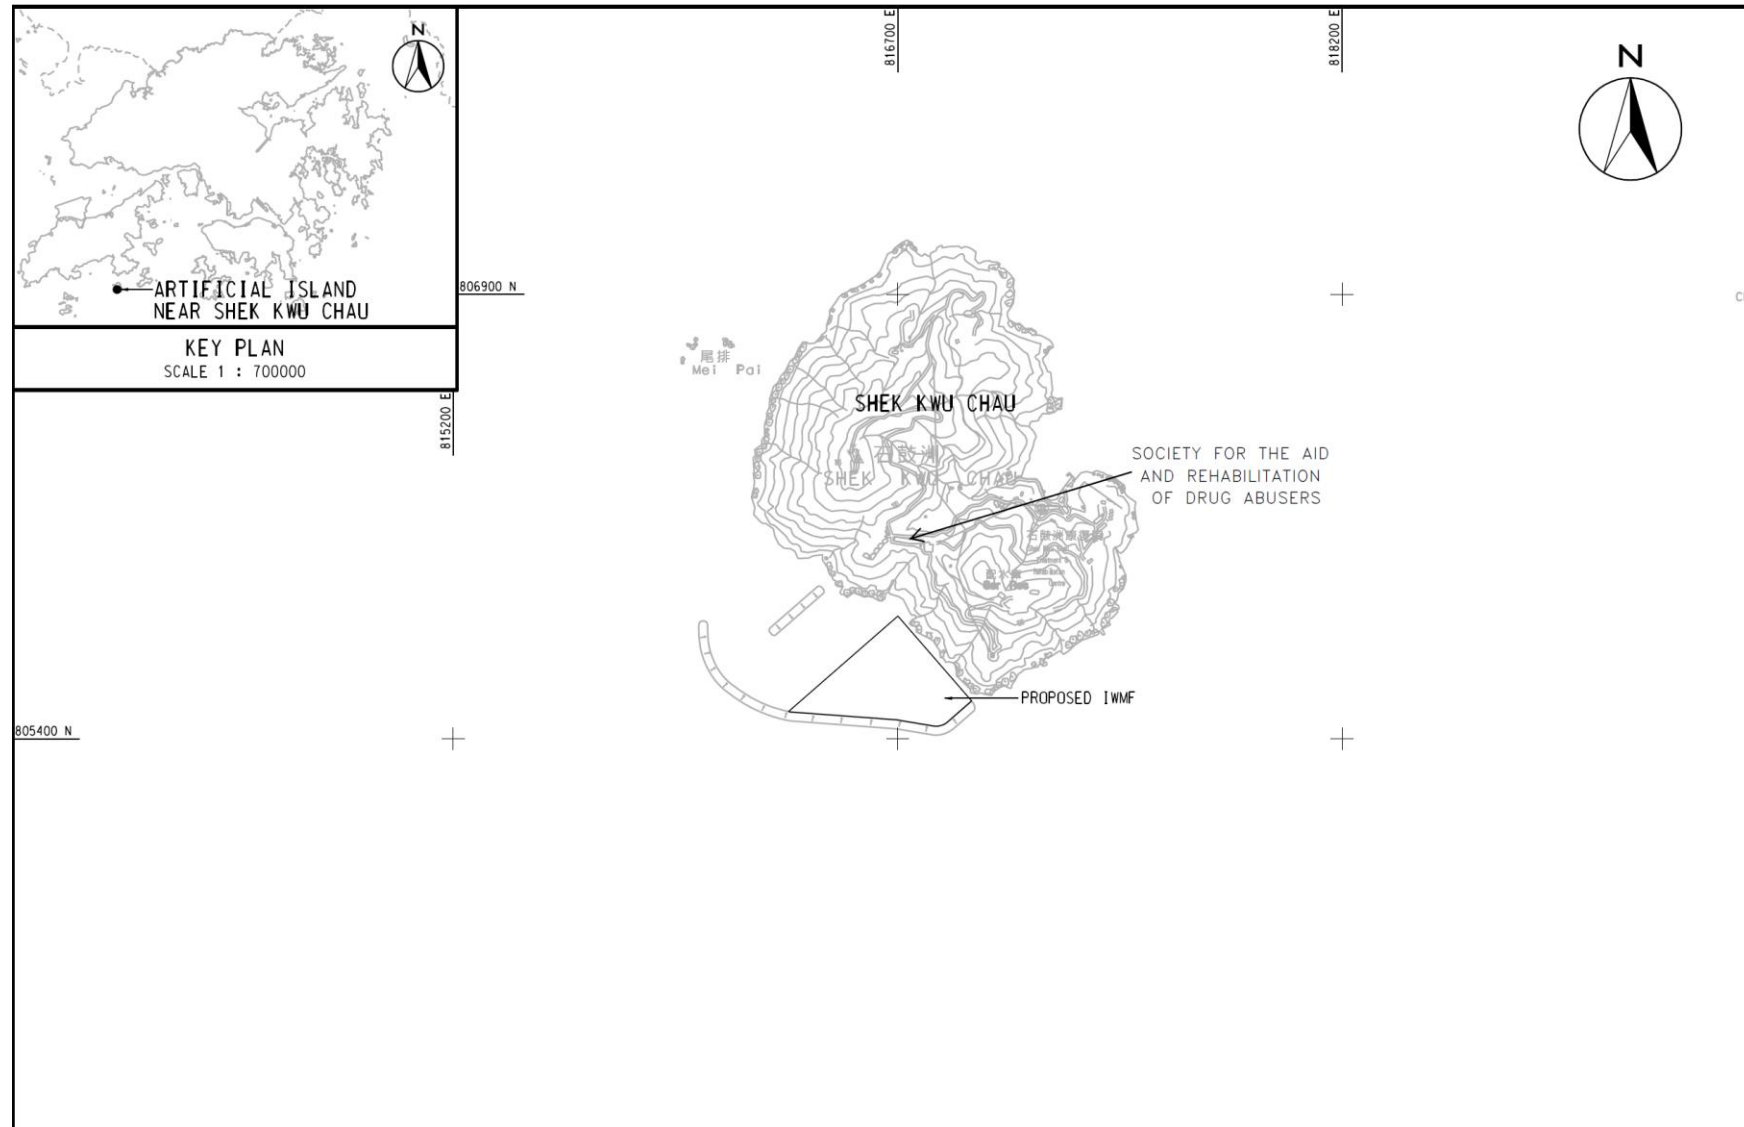 816700 E
818200 E
N
N
ARTIFICIAL ISLAND
NEAR SHEK KWU CHAU
KEY PLAN
SCALE 1 : 700000
806900 N
815200 E
尾排
Mei Pai
SHEK KWU CHAU
石鼓洲
SHEK KWU CHAU
SOCIETY FOR THE AID
AND REHABILITATION
OF DRUG ABUSERS
PROPOSED IWMF
805400 N